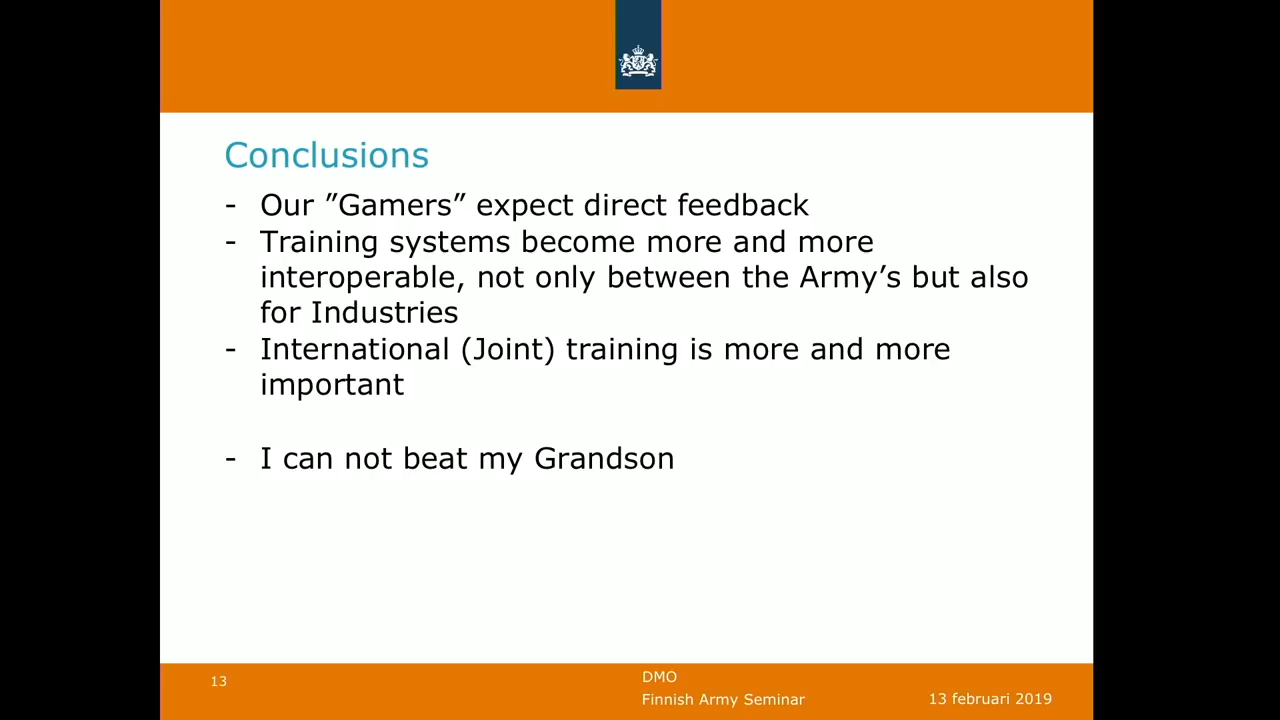 Conclusions
- Our ”Gamers” expect direct feedback
- Training systems become more and more
interoperable, not only between the Army’s but also
for Industries
- International (Joint) training is more and more
important
- I can not beat my Grandson
13
DMO
Finnish Army Seminar
13 februari 2019